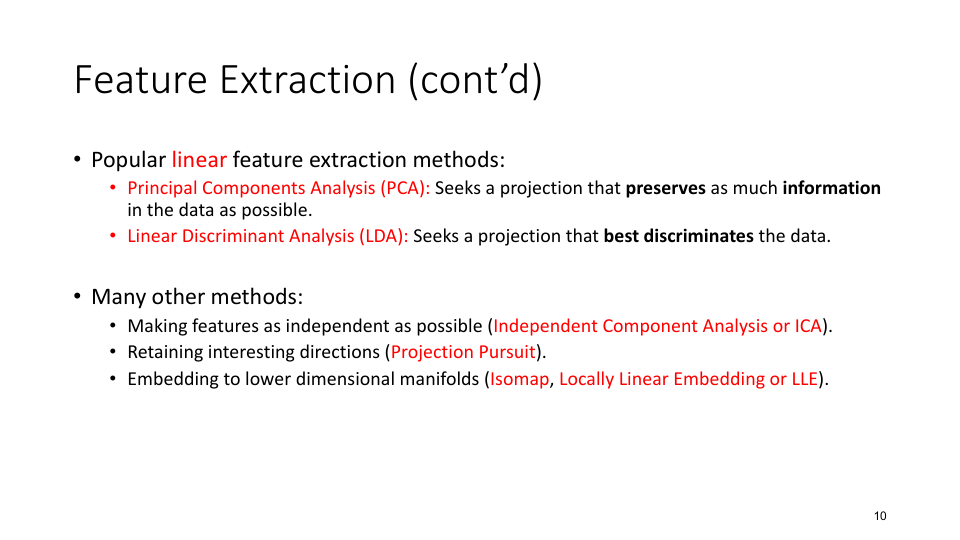 Feature Extraction (cont’d)
• Popular linear feature extraction methods:
• Principal Components Analysis (PCA): Seeks a projection that preserves as much information
in the data as possible.
• Linear Discriminant Analysis (LDA): Seeks a projection that best discriminates the data.
• Many other methods:
• Making features as independent as possible (Independent Component Analysis or ICA).
• Retaining interesting directions (Projection Pursuit).
• Embedding to lower dimensional manifolds (Isomap, Locally Linear Embedding or LLE).
10